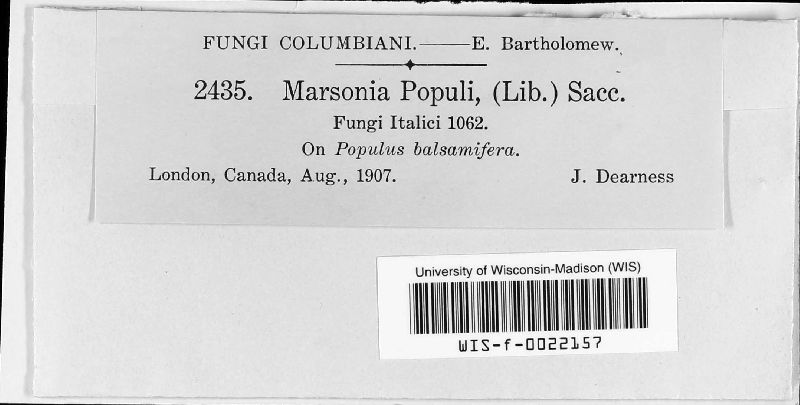 FUNGI COLUMBIANI.——E. Bartholomew.
2435. Marsonia Populi, (Lib.) Sacc.
Fungi Italici 1062.
On Populus balsamifera.
London, Canada, Aug., 1907. J. Dearness
University of Wisconsin-Madison (WIS)
WIS-f-0022157